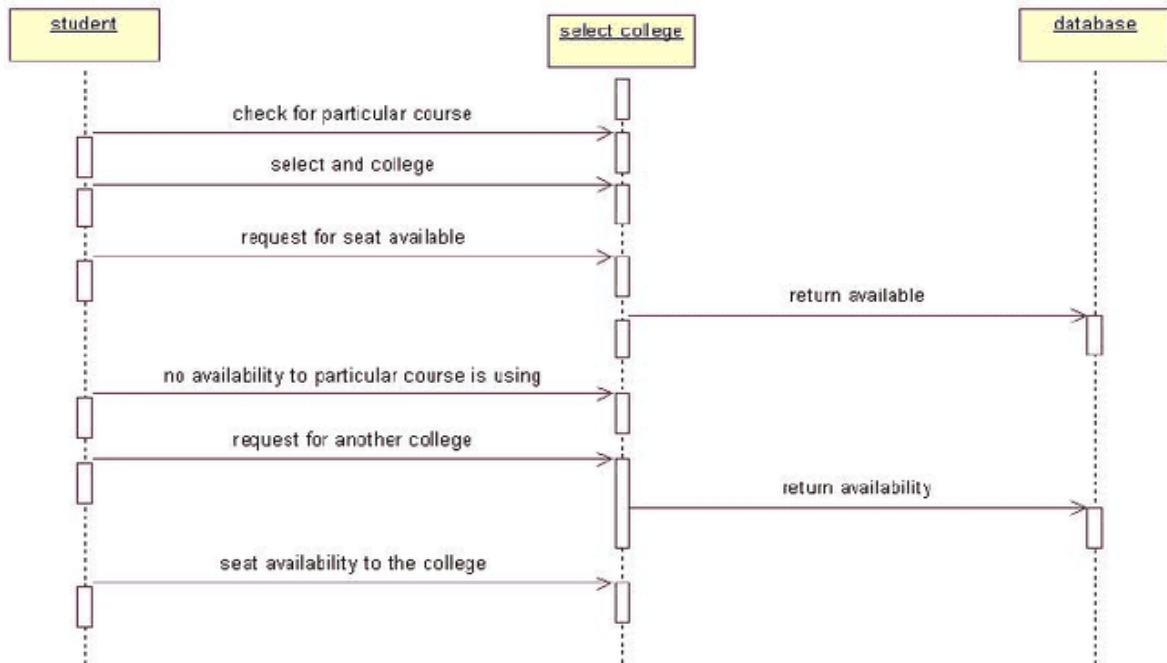 student
select college
database
check for particular course
select and college
request for seat available
return available
no availability to particular course is using
request for another college
return availability
seat availability to the college